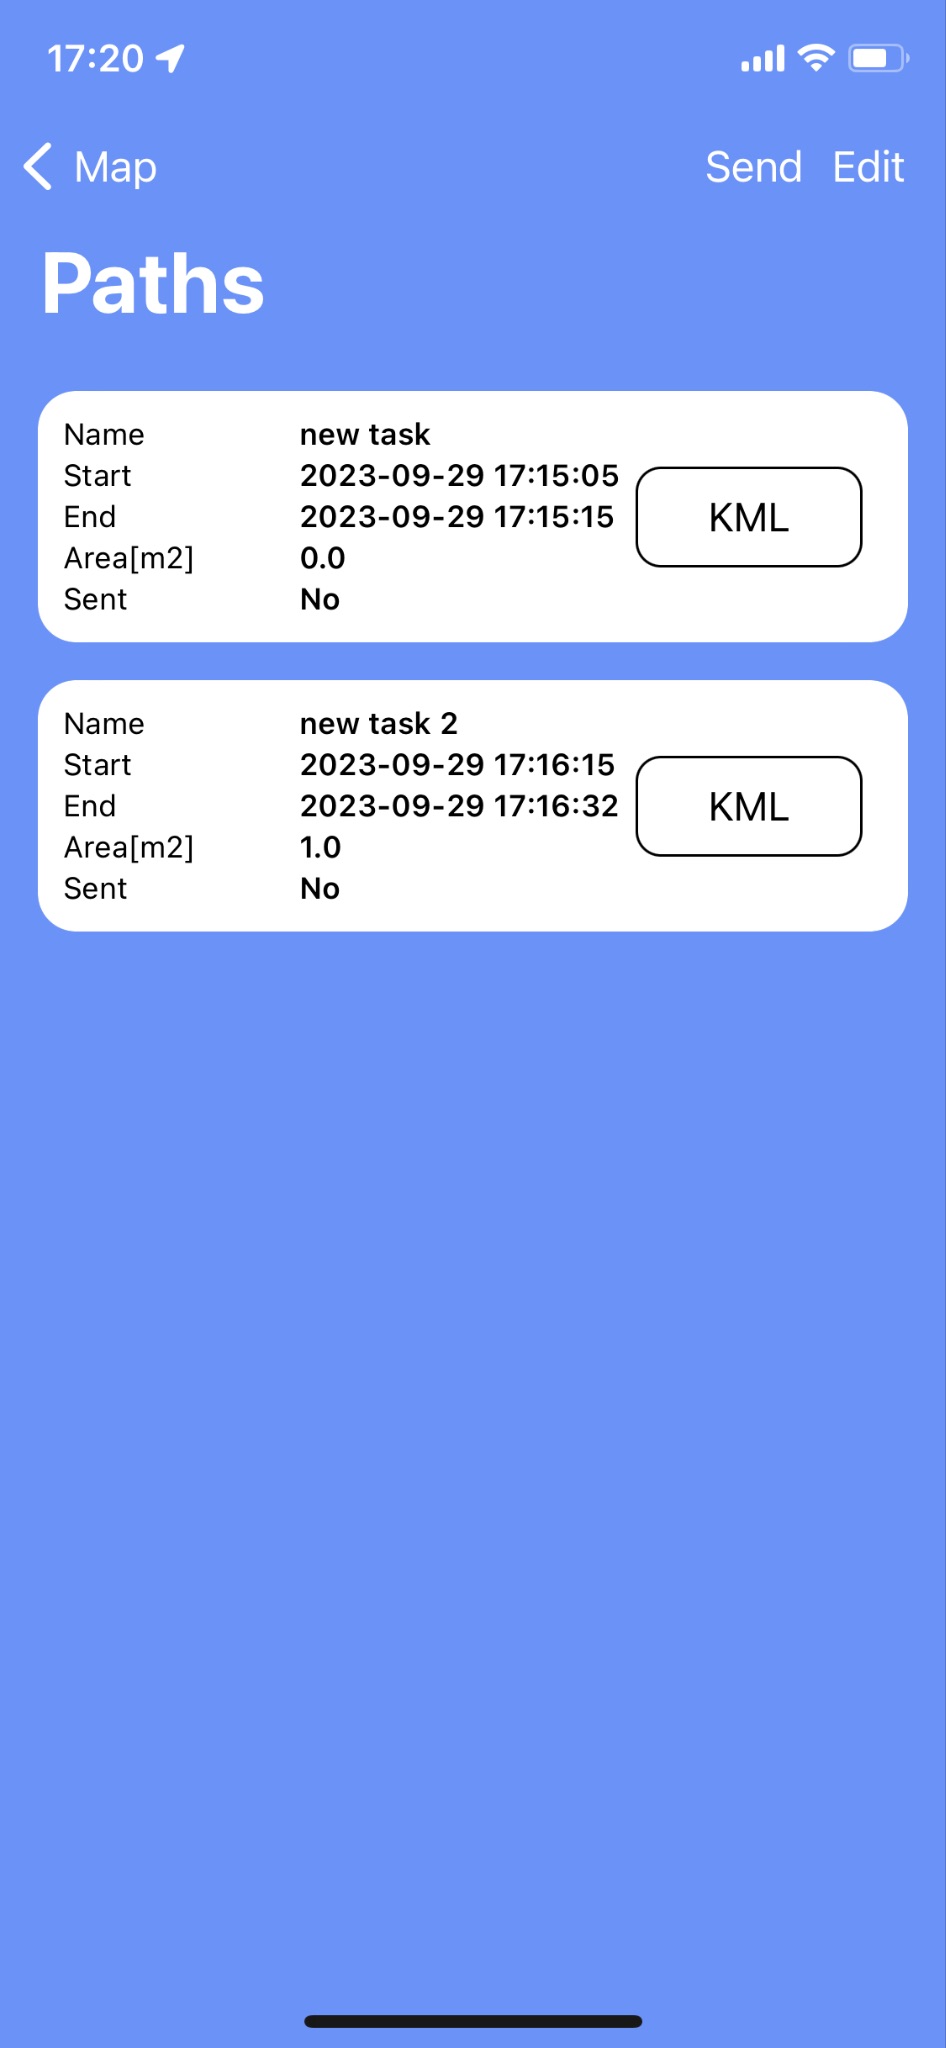 17:20
Map Send Edit
Paths
Name new task
Start 2023-09-29 17:15:05
End 2023-09-29 17:15:15
Area[m2] 0.0
Sent No
KML
Name new task 2
Start 2023-09-29 17:16:15
End 2023-09-29 17:16:32
Area[m2] 1.0
Sent No
KML